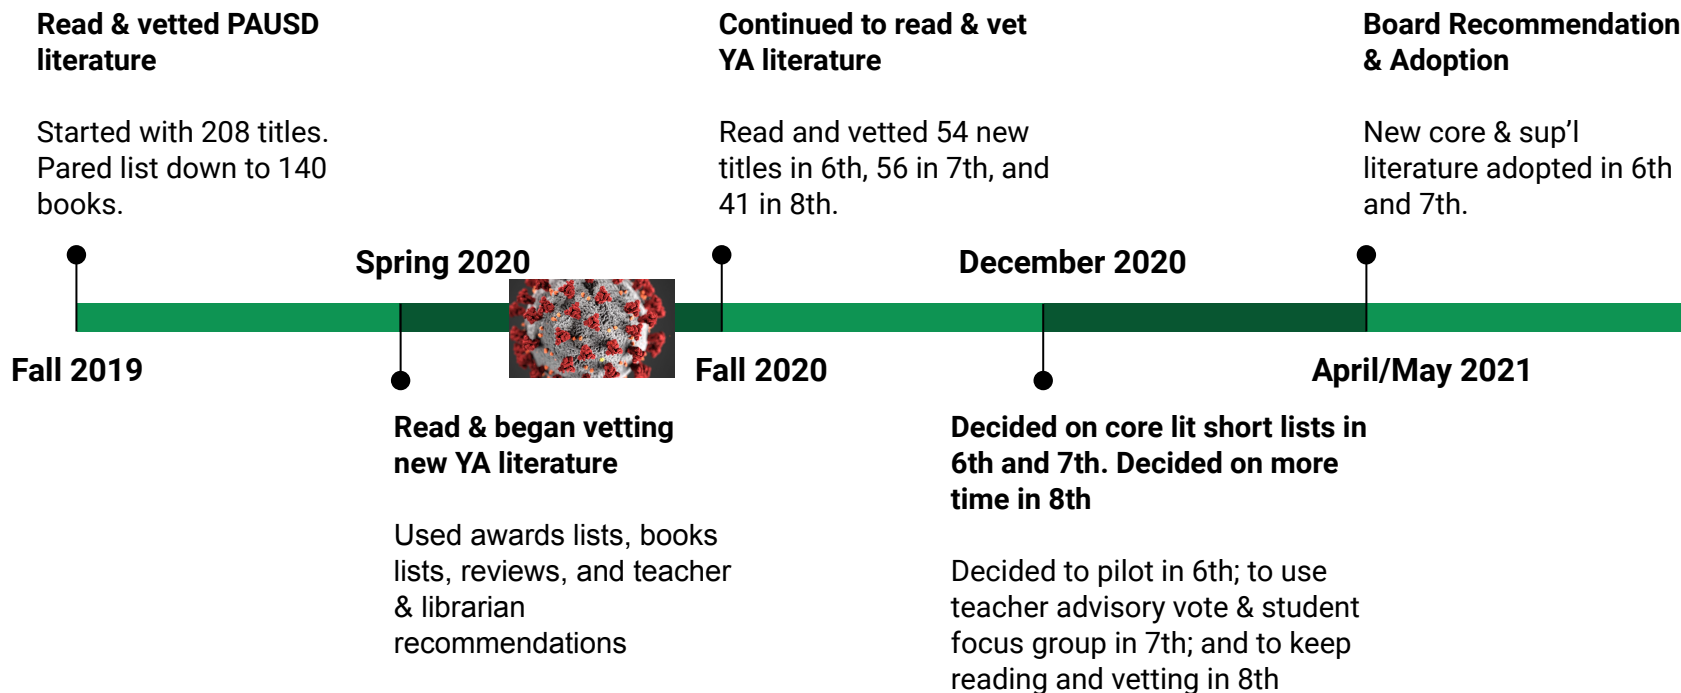 Read & vetted PAUSD
literature
Started with 208 titles.
Pared list down to 140
books.
Fall 2019
Spring 2020
Read & began vetting
new YA literature
Used awards lists, books
lists, reviews, and teacher
& librarian
recommendations
Continued to read & vet
YA literature
Read and vetted 54 new
titles in 6th, 56 in 7th, and
41 in 8th.
Fall 2020
December 2020
Decided on core lit short lists in
6th and 7th. Decided on more
time in 8th
Decided to pilot in 6th; to use
teacher advisory vote & student
focus group in 7th; and to keep
reading and vetting in 8th
Board Recommendation
& Adoption
New core & sup’l
literature adopted in 6th
and 7th.
April/May 2021